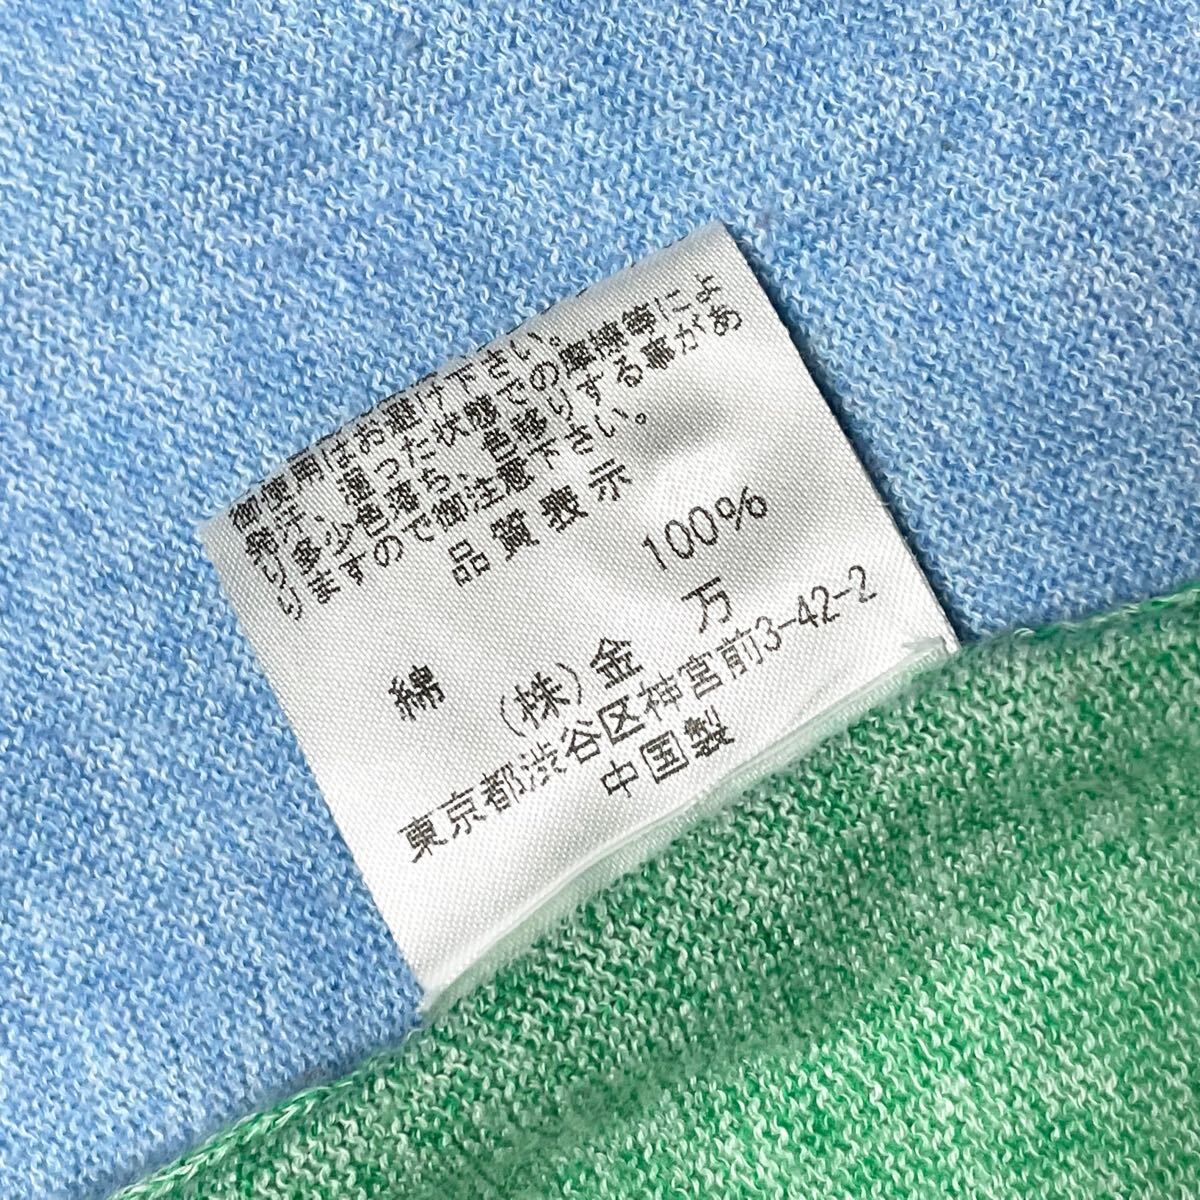 御使用はお避け下さい。
発汗、湿った状態での摩擦等によ
り多少色落ち、色移りする事があ
りますので御注意下さい。
品質表示
綿 100%
(株)金 万
東京都渋谷区神宮前3-42-2
中国製